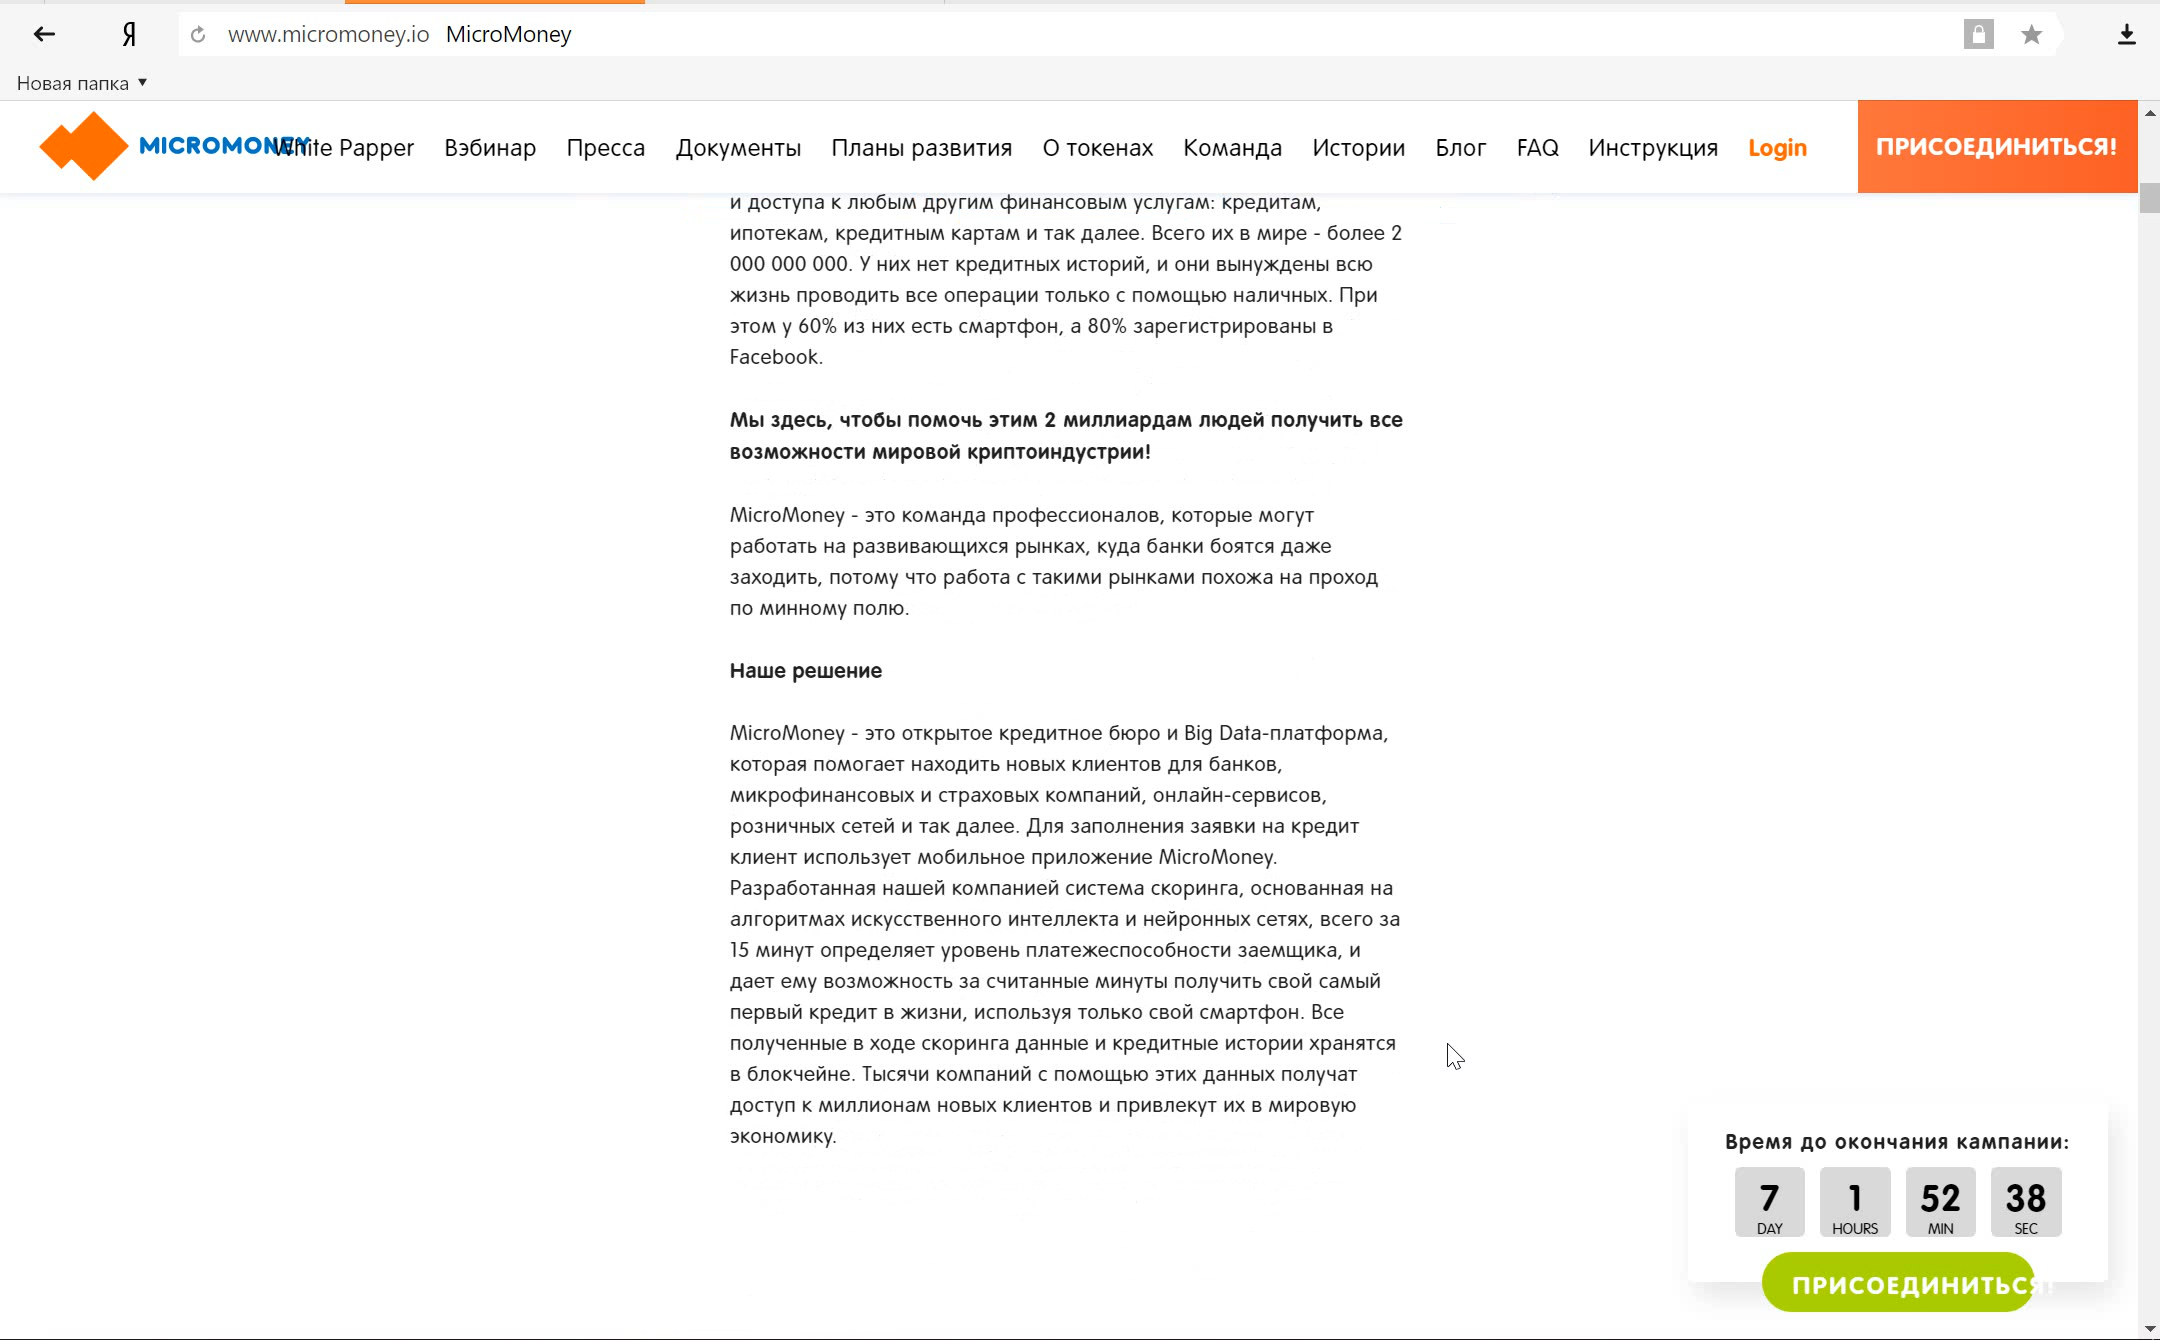 www.micromoney.io MicroMoney
Новая папка
MICROMONEY White Papper Вэбинар Пресса Документы Планы развития О токенах Команда Истории Блог FAQ Инструкция Login ПРИСОЕДИНИТЬСЯ!
и доступа к любым другим финансовым услугам: кредитам,
ипотекам, кредитным картам и так далее. Всего их в мире - более 2
000 000 000. У них нет кредитных историй, и они вынуждены всю
жизнь проводить все операции только с помощью наличных. При
этом у 60% из них есть смартфон, а 80% зарегистрированы в
Facebook.
Мы здесь, чтобы помочь этим 2 миллиардам людей получить все
возможности мировой криптоиндустрии!
MicroMoney - это команда профессионалов, которые могут
работать на развивающихся рынках, куда банки боятся даже
заходить, потому что работа с такими рынками похожа на проход
по минному полю.
Наше решение
MicroMoney - это открытое кредитное бюро и Big Data-платформа,
которая помогает находить новых клиентов для банков,
микрофинансовых и страховых компаний, онлайн-сервисов,
розничных сетей и так далее. Для заполнения заявки на кредит
клиент использует мобильное приложение MicroMoney.
Разработанная нашей компанией система скоринга, основанная на
алгоритмах искусственного интеллекта и нейронных сетях, всего за
15 минут определяет уровень платежеспособности заемщика, и
дает ему возможность за считанные минуты получить свой самый
первый кредит в жизни, используя только свой смартфон. Все
полученные в ходе скоринга данные и кредитные истории хранятся
в блокчейне. Тысячи компаний с помощью этих данных получат
доступ к миллионам новых клиентов и привлекут их в мировую
экономику.
Время до окончания кампании:
7 1 52 38
DAY HOURS MIN SEC
ПРИСОЕДИНИТЬСЯ!